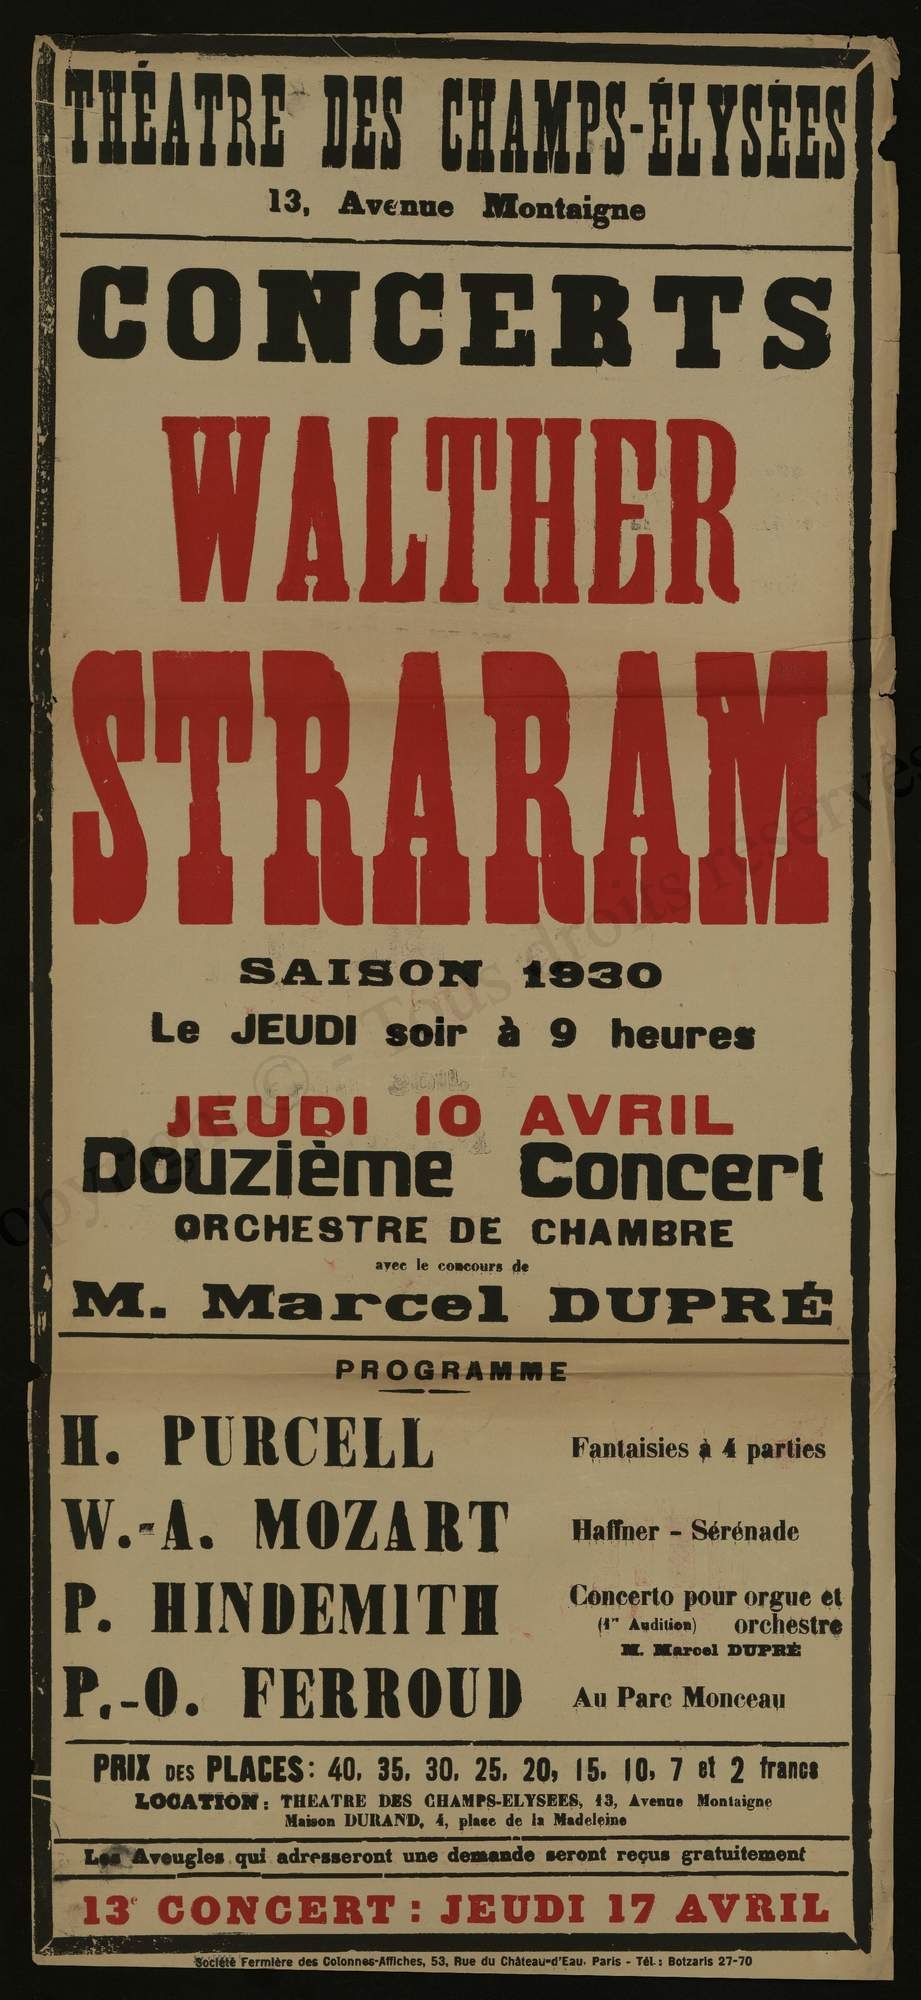 THÉATRE DES CHAMPS-ÉLYSÉES
13, Avenue Montaigne
CONCERTS
WALTHER
STRARAM
SAISON 1930
Le JEUDI soir à 9 heures
JEUDI 10 AVRIL
Douzième Concert
ORCHESTRE DE CHAMBRE
avec le concours de
M. Marcel DUPRÉ
PROGRAMME
H. PURCELL Fantaisies à 4 parties
W.-A. MOZART Haffner - Sérénade
P. HINDEMITH Concerto pour orgue et
(1re Audition) orchestre
M. Marcel DUPRÉ
P.-O. FERROUD Au Parc Monceau
PRIX DES PLACES: 40, 35, 30, 25, 20, 15, 10, 7 et 2 francs
LOCATION: THEATRE DES CHAMPS-ELYSEES, 13, Avenue Montaigne
Maison DURAND, 4, place de la Madeleine
Les Aveugles qui adresseront une demande seront reçus gratuitement
13e CONCERT: JEUDI 17 AVRIL
Société Fermière des Colonnes-Affiches, 53, Rue du Château-d'Eau, Paris - Tél.: Botzaris 27-70
Copyright © - Tous droits réservés